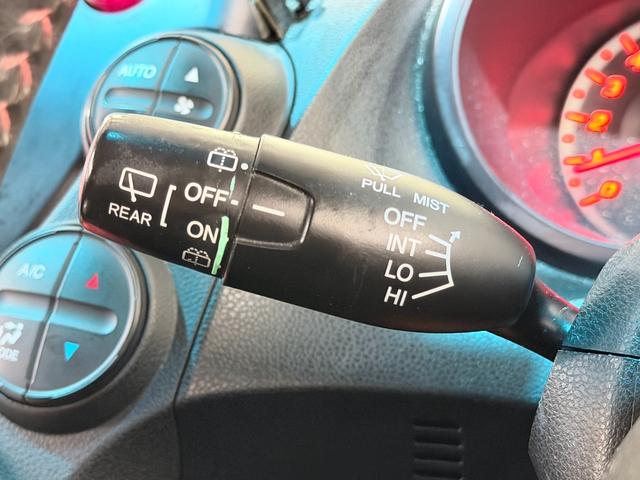 AUTO
PULL MIST
OFF
INT
LO
HI
OFF
ON
REAR
A/C
MODE